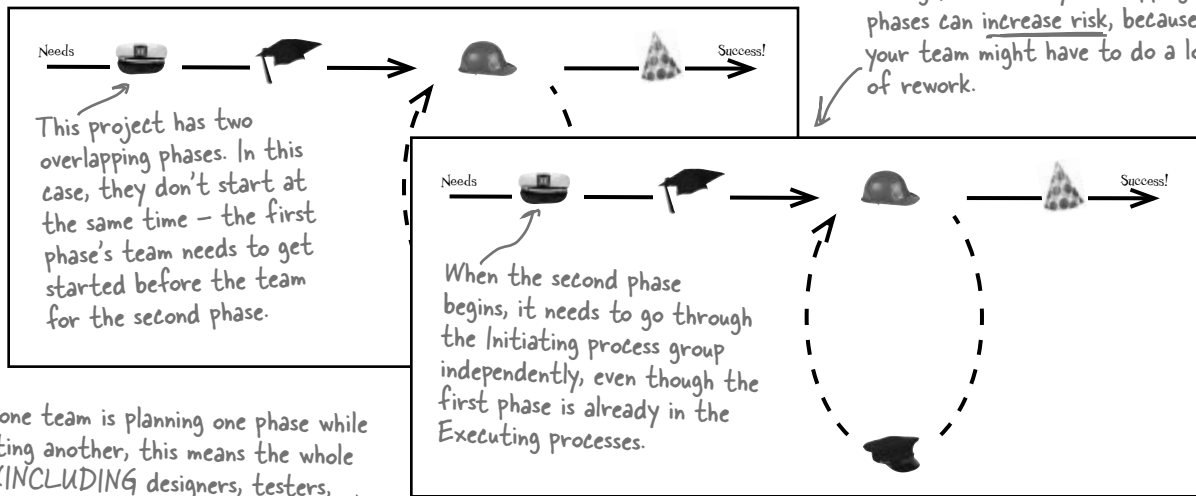 phases can increase risk, because
your team might have to do a
of rework.
Needs
Success!
This project has two
overlapping phases. In this
case, they don't start at
the same time – the first
phase's team needs to get
started before the team
for the second phase.
Needs
Success!
When the second phase
begins, it needs to go through
the Initiating process group
independently, even though the
first phase is already in the
Executing processes.
one team is planning one phase while
another, this means the whole
INCLUDING designers, testers,